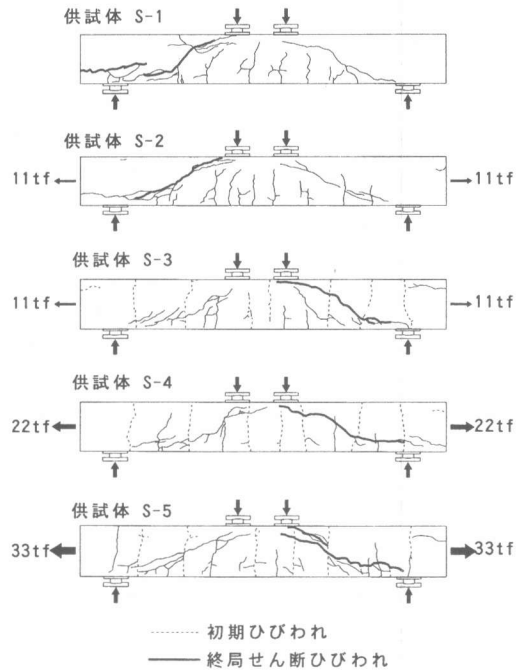 供試体 S-1
供試体 S-2
11tf
11tf
供試体 S-3
11tf
11tf
供試体 S-4
22tf
22tf
供試体 S-5
33tf
33tf
初期ひびわれ
終局せん断ひびわれ